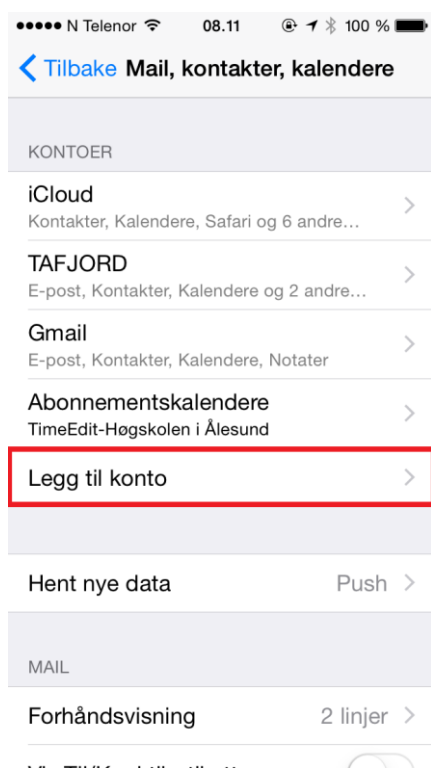 N Telenor 08.11 100 %
Tilbake Mail, kontakter, kalendere
KONTOER
iCloud
Kontakter, Kalendere, Safari og 6 andre...
TAFJORD
E-post, Kontakter, Kalendere og 2 andre...
Gmail
E-post, Kontakter, Kalendere, Notater
Abonnementskalendere
TimeEdit-Høgskolen i Ålesund
Legg til konto
Hent nye data Push
MAIL
Forhåndsvisning 2 linjer